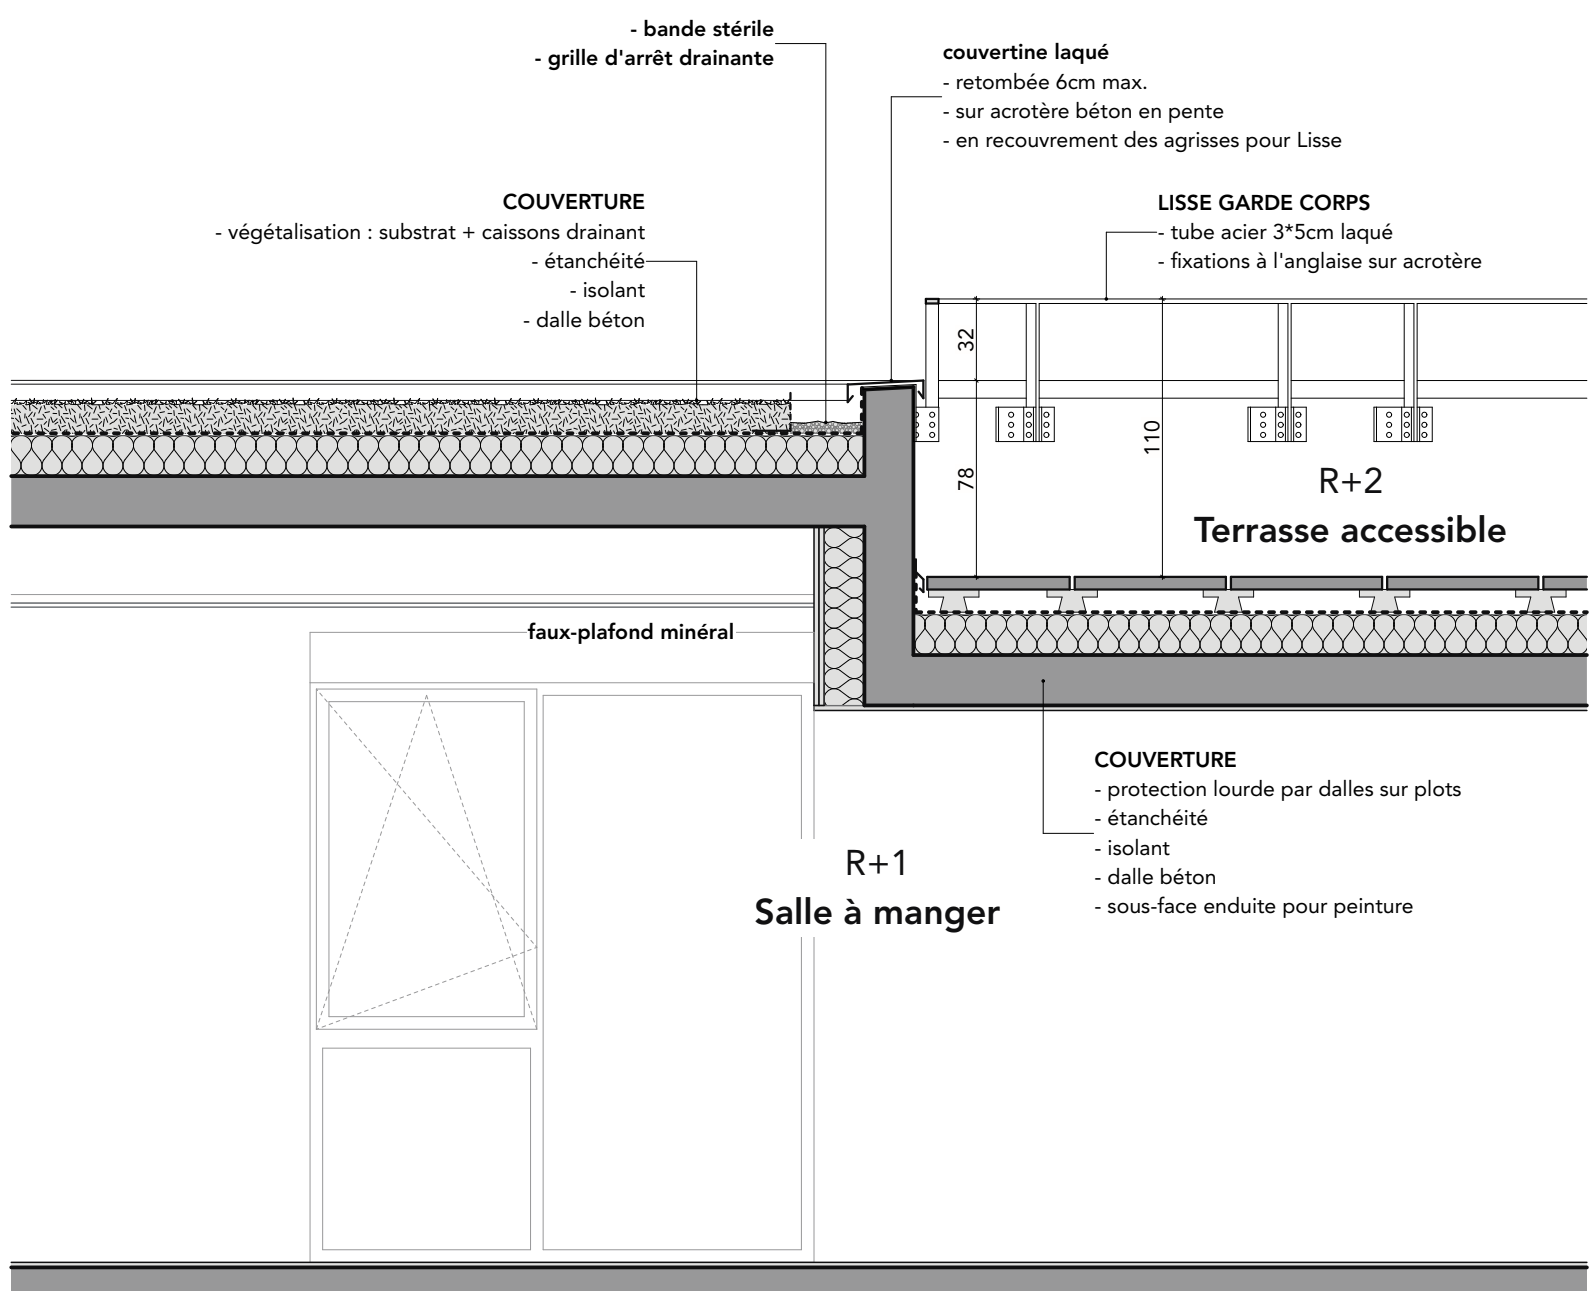 - bande stérile
- grille d'arrêt drainante
couvertine laqué
- retombée 6cm max.
- sur acrotère béton en pente
- en recouvrement des agrisses pour Lisse
COUVERTURE
- végétalisation : substrat + caissons drainant
- étanchéité
- isolant
- dalle béton
LISSE GARDE CORPS
- tube acier 3*5cm laqué
- fixations à l'anglaise sur acrotère
32
110
78
R+2
Terrasse accessible
faux-plafond minéral
COUVERTURE
- protection lourde par dalles sur plots
- étanchéité
- isolant
- dalle béton
- sous-face enduite pour peinture
R+1
Salle à manger